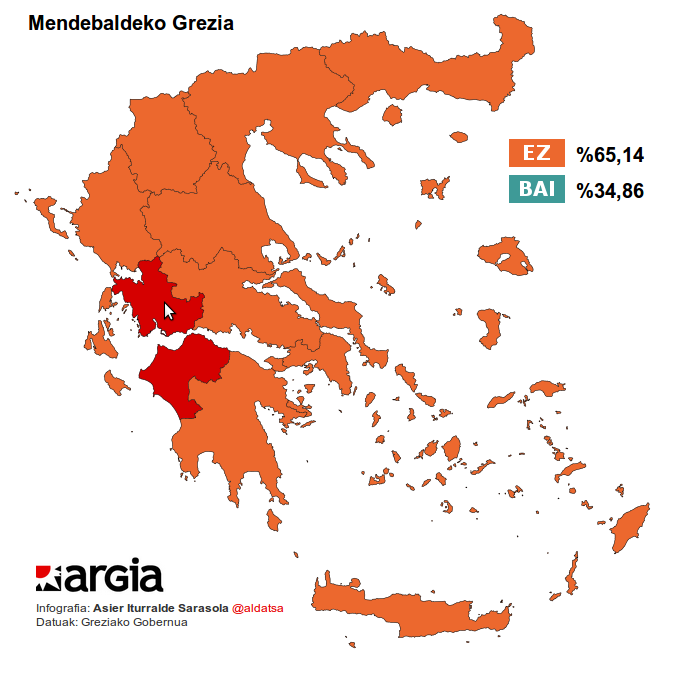 Mendebaldeko Grezia
EZ %65,14
BAI %34,86
argia
Infografia: Asier Iturralde Sarasola @aldatsa
Datuak: Greziako Gobernua